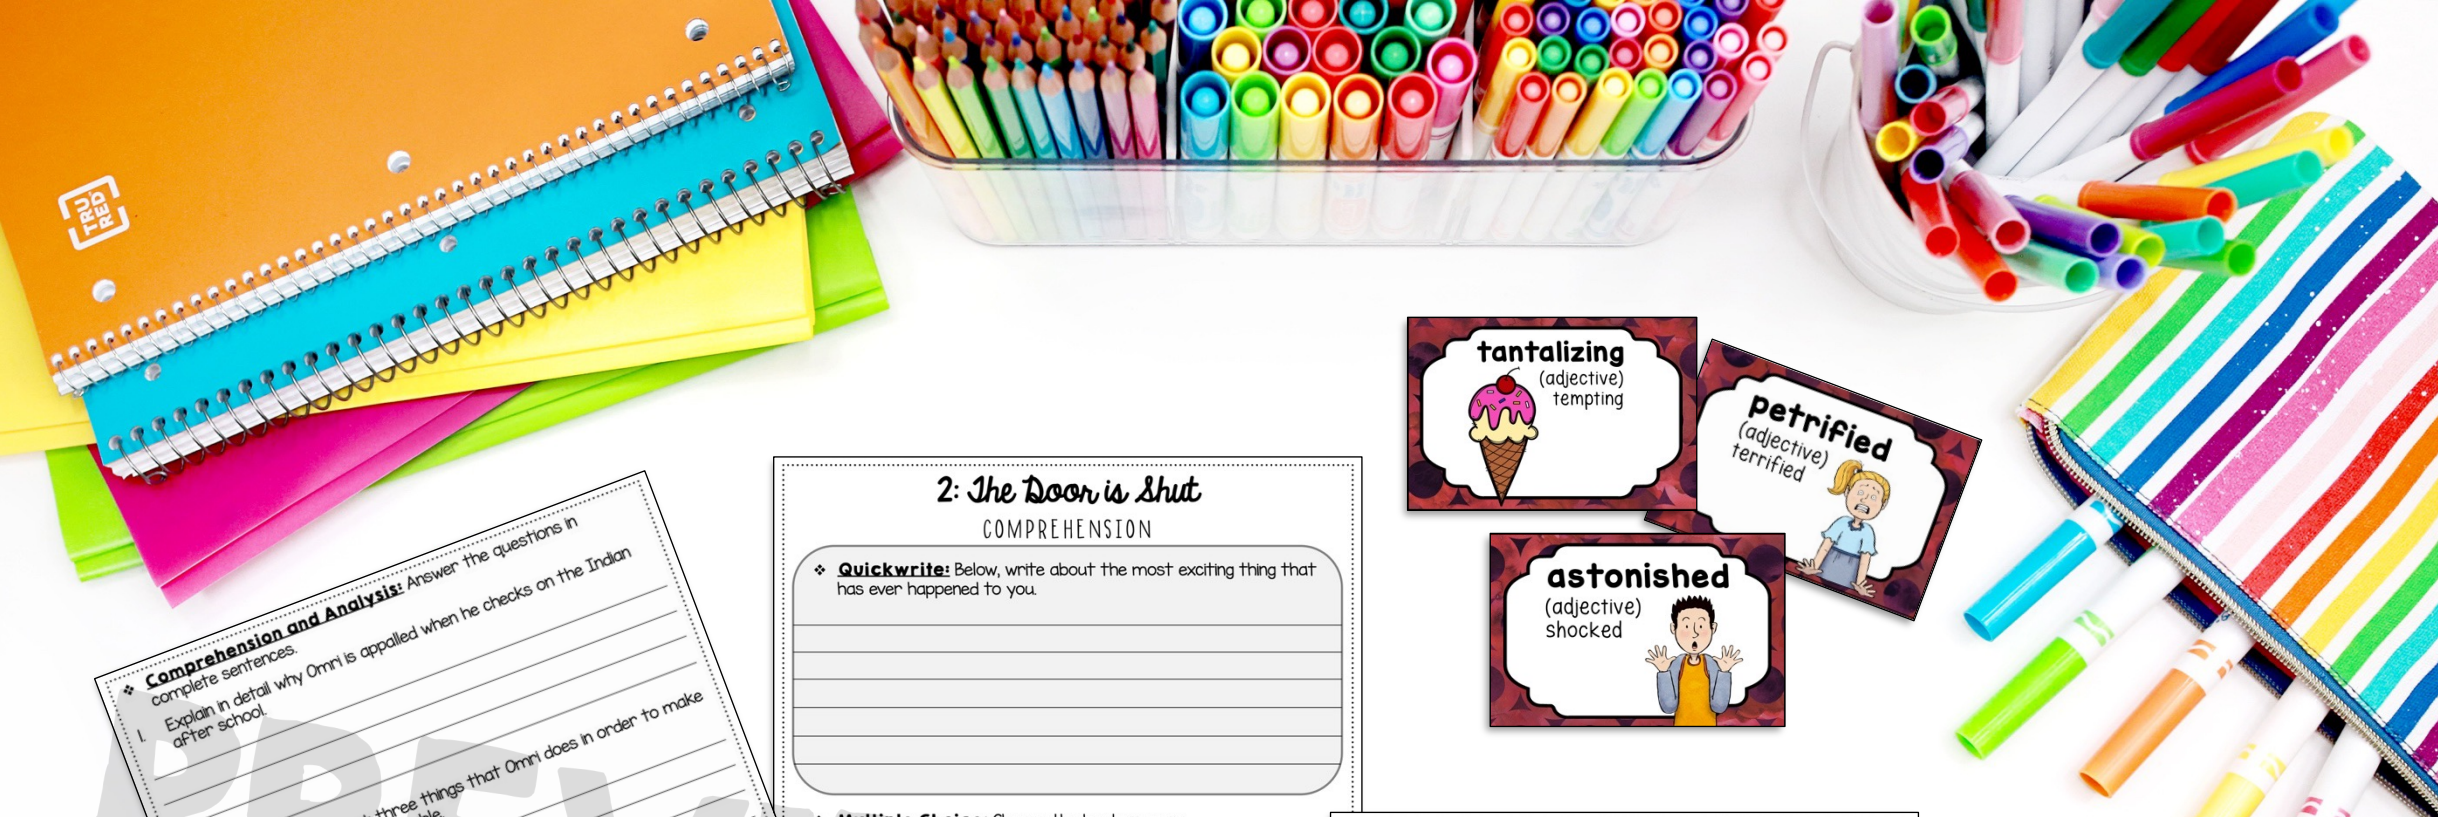 TRU
RED
Comprehension and Analysis: Answer the questions in
complete sentences.
1. Explain in detail why Omri is appalled when he checks on the Indian
after school.
three things that Omri does in order to make
2: The Door is Shut
COMPREHENSION
❖ Quickwrite: Below, write about the most exciting thing that
has ever happened to you.
tantalizing
(adjective)
tempting
petrified
(adjective)
terrified
astonished
(adjective)
shocked